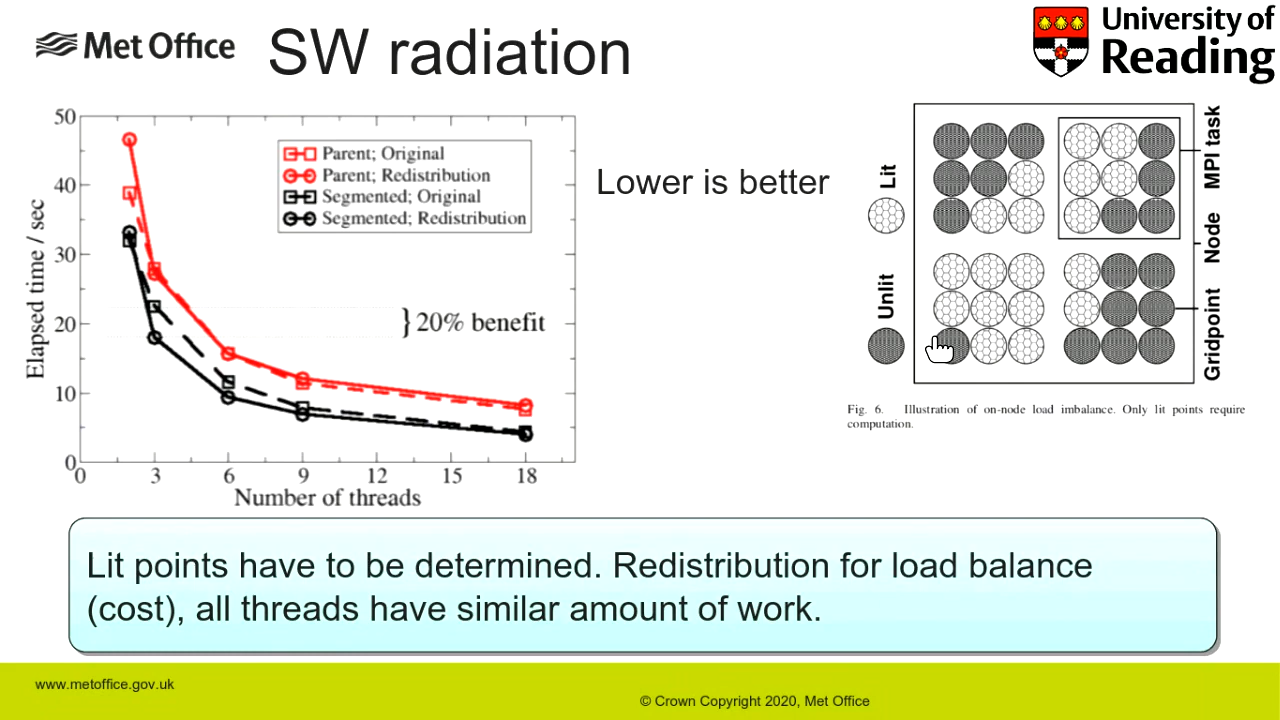 Met Office
SW radiation
University of
Reading
50
40
30
20
10
0
Elapsed time / sec
Parent; Original
Parent; Redistribution
Segmented; Original
Segmented; Redistribution
}20% benefit
0 3 6 9 12 15 18
Number of threads
Lower is better
Lit
Unlit
MPI task
Node
Gridpoint
Fig. 6. Illustration of on-node load imbalance. Only lit points require
computation.
Lit points have to be determined. Redistribution for load balance
(cost), all threads have similar amount of work.
www.metoffice.gov.uk
© Crown Copyright 2020, Met Office